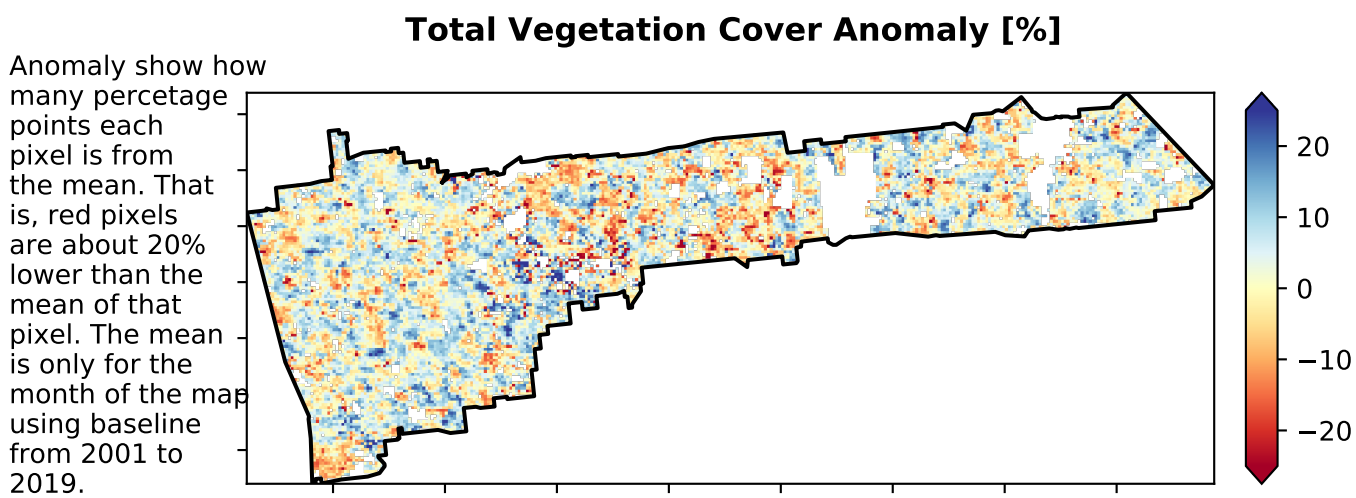 Total Vegetation Cover Anomaly [%]
Anomaly show how
many percetage
points each
pixel is from
the mean. That
is, red pixels
are about 20%
lower than the
mean of that
pixel. The mean
is only for the
month of the map
using baseline
from 2001 to
2019.
20
10
0
−10
−20